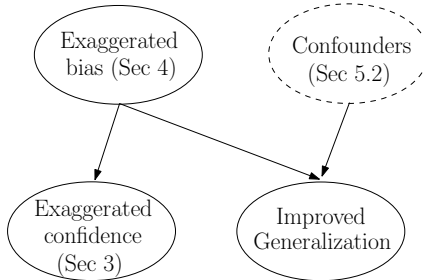 Exaggerated
bias (Sec 4)
Confounders
(Sec 5.2)
Exaggerated
confidence
(Sec 3)
Improved
Generalization